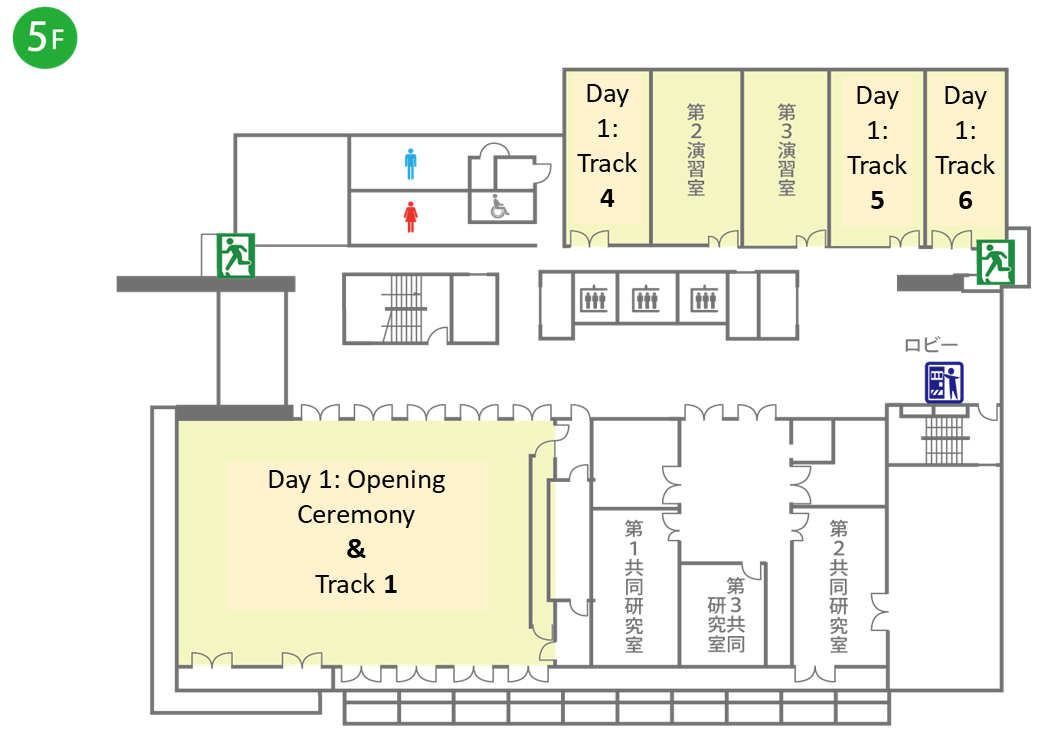 5F
Day
1:
Track
4
第2演習室
第3演習室
Day
1:
Track
5
Day
1:
Track
6
ロビー
Day 1: Opening
Ceremony
&
Track 1
第1共同研究室
第3共同
研究室
第2共同研究室